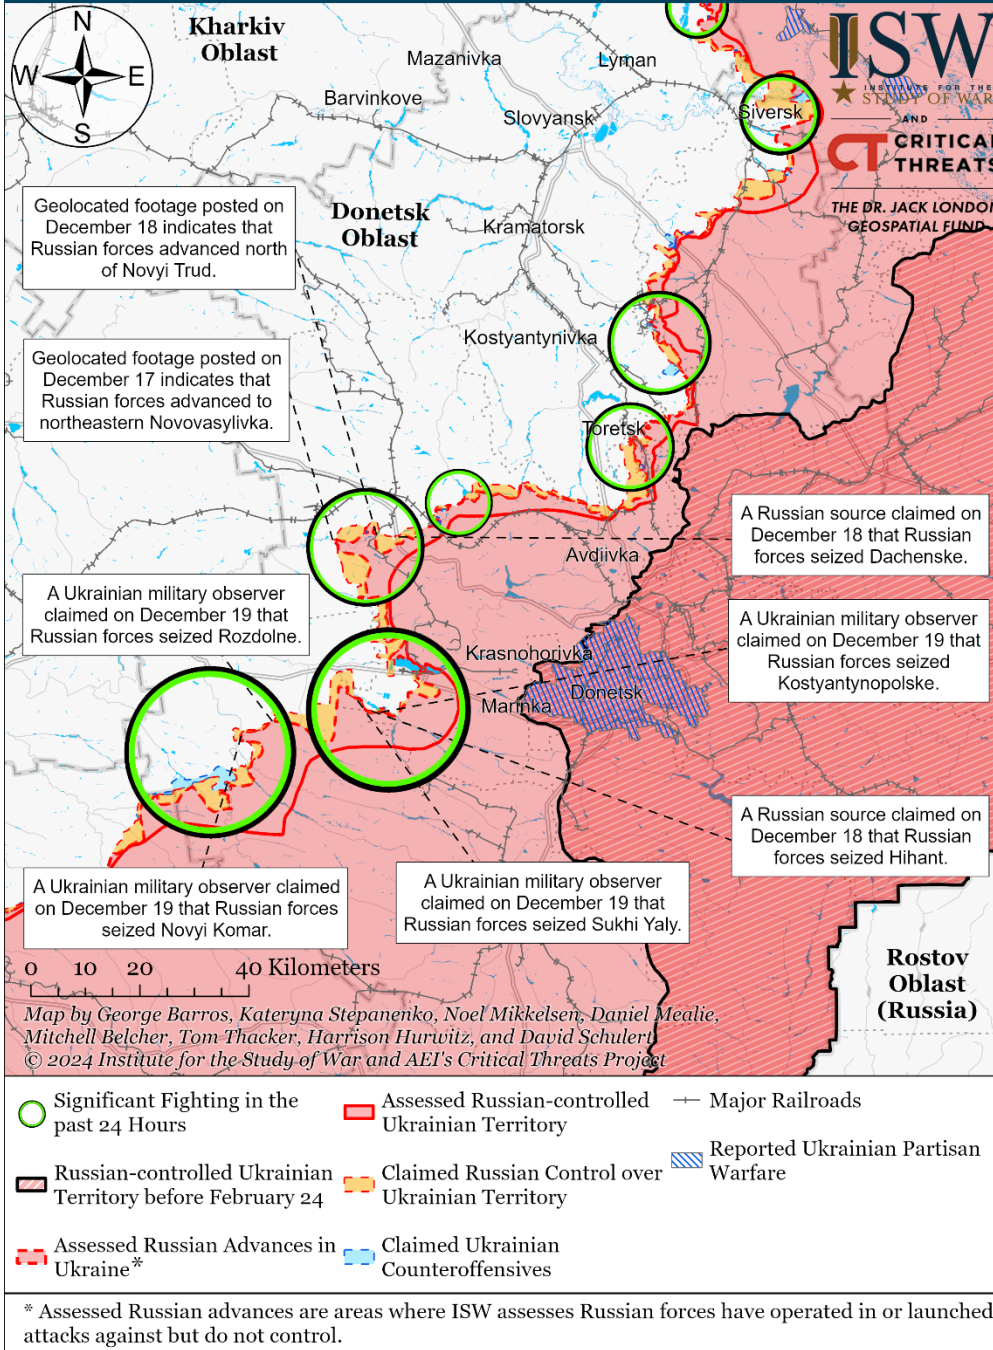 N
W
E
S
Kharkiv
Oblast
Mazanivka
Lyman
Barvinkove
Slovyansk
Siversk
ISW
INSTITUTE FOR THE
STUDY OF WAR
AND
CT CRITICAL
THREATS
THE DR. JACK LONDON
GEOSPATIAL FUND
Geolocated footage posted on
December 18 indicates that
Russian forces advanced north
of Novyi Trud.
Donetsk
Oblast
Kramatorsk
Geolocated footage posted on
December 17 indicates that
Russian forces advanced to
northeastern Novovasylivka.
Kostyantynivka
Toretsk
A Russian source claimed on
December 18 that Russian
forces seized Dachenske.
Avdiivka
A Ukrainian military observer
claimed on December 19 that
Russian forces seized Rozdolne.
A Ukrainian military observer
claimed on December 19 that
Russian forces seized
Kostyantynopolske.
Krasnohorivka
Donetsk
Marinka
A Russian source claimed on
December 18 that Russian
forces seized Hihant.
A Ukrainian military observer claimed
on December 19 that Russian forces
seized Novyi Komar.
A Ukrainian military observer
claimed on December 19 that
Russian forces seized Sukhi Yaly.
Rostov
Oblast
(Russia)
0 10 20 40 Kilometers
Map by George Barros, Kateryna Stepanenko, Noel Mikkelsen, Daniel Mealie,
Mitchell Belcher, Tom Thacker, Harrison Hurwitz, and David Schulert
© 2024 Institute for the Study of War and AEI's Critical Threats Project
Significant Fighting in the
past 24 Hours
Assessed Russian-controlled
Ukrainian Territory
Major Railroads
Russian-controlled Ukrainian
Territory before February 24
Claimed Russian Control over
Ukrainian Territory
Reported Ukrainian Partisan
Warfare
Assessed Russian Advances in
Ukraine*
Claimed Ukrainian
Counteroffensives
* Assessed Russian advances are areas where ISW assesses Russian forces have operated in or launched
attacks against but do not control.